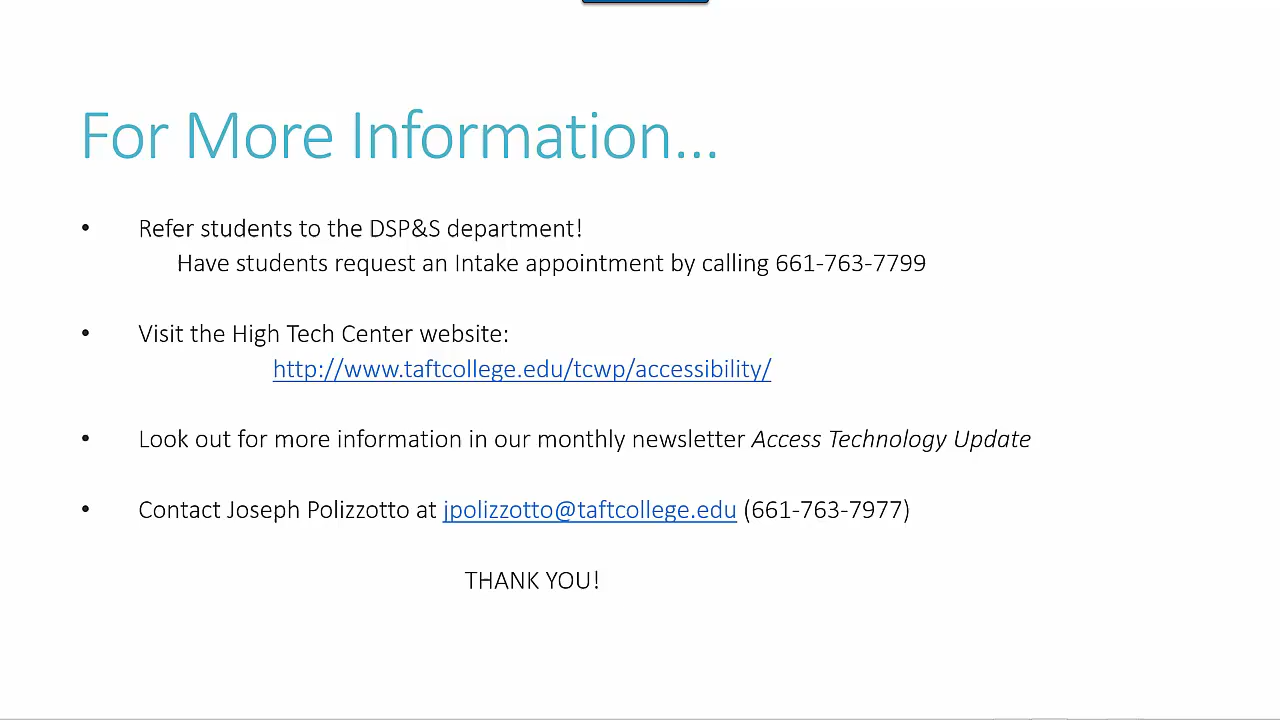 For More Information...
• Refer students to the DSP&S department!
Have students request an Intake appointment by calling 661-763-7799
• Visit the High Tech Center website:
http://www.taftcollege.edu/tcwp/accessibility/
• Look out for more information in our monthly newsletter Access Technology Update
• Contact Joseph Polizzotto at jpolizzotto@taftcollege.edu (661-763-7977)
THANK YOU!